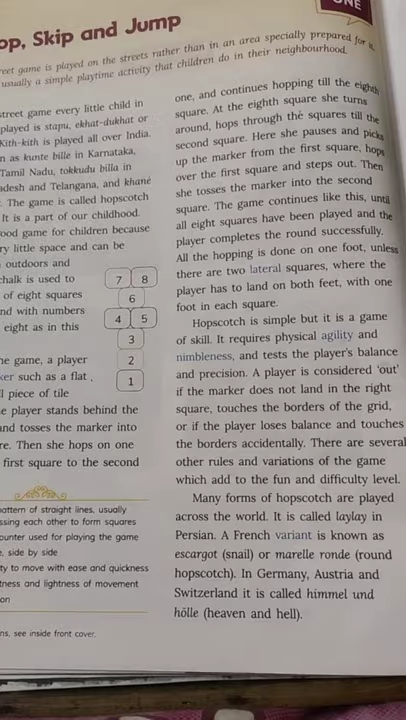 ONE
op, Skip and Jump
reet game is played on the streets rather than in an area specially prepared for it,
usually a simple playtime activity that children do in their neighbourhood.
street game every little child in
played is stapu, ekhat-dukhat or
Kith-kith is played all over India.
n as kunte bille in Karnataka,
Tamil Nadu, tokkudu billa in
adesh and Telangana, and khané
. The game is called hopscotch
It is a part of our childhood.
ood game for children because
ry little space and can be
outdoors and
chalk is used to
of eight squares
nd with numbers
eight as in this
7 8
6
4 5
3
2
1
he game, a player
ker such as a flat
l piece of tile
e player stands behind the
and tosses the marker into
re. Then she hops on one
first square to the second
attern of straight lines, usually
ssing each other to form squares
ounter used for playing the game
e, side by side
ty to move with ease and quickness
tness and lightness of movement
on
ns, see inside front cover.
one, and continues hopping till the eighth
square. At the eighth square she turns
around, hops through the squares till the
second square. Here she pauses and picks
up the marker from the first square, hops
over the first square and steps out. Then
she tosses the marker into the second
square. The game continues like this, until
all eight squares have been played and the
player completes the round successfully.
All the hopping is done on one foot, unless
there are two lateral squares, where the
player has to land on both feet, with one
foot in each square.
Hopscotch is simple but it is a game
of skill. It requires physical agility and
nimbleness, and tests the player's balance
and precision. A player is considered 'out'
if the marker does not land in the right
square, touches the borders of the grid,
or if the player loses balance and touches
the borders accidentally. There are several
other rules and variations of the game
which add to the fun and difficulty level.
Many forms of hopscotch are played
across the world. It is called laylay in
Persian. A French variant is known as
escargot (snail) or marelle ronde (round
hopscotch). In Germany, Austria and
Switzerland it is called himmel und
hölle (heaven and hell).